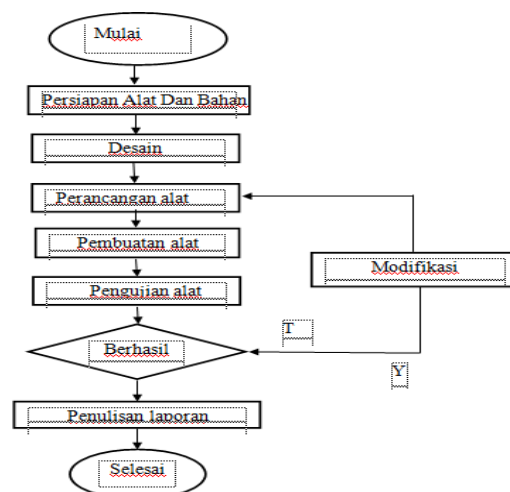 Mulai
Persiapan Alat Dan Bahan
Desain
Perancangan alat
Pembuatan alat
Modifikasi
Pengujian alat
T
Berhasil
Y
Penulisan laporan
Selesai